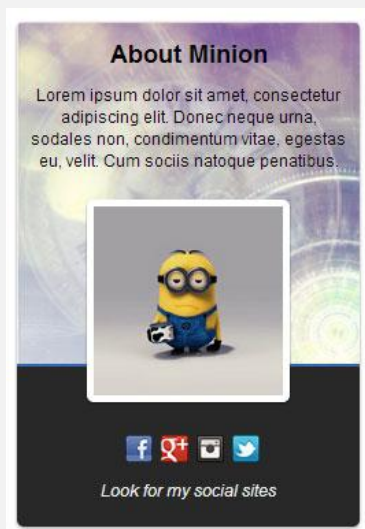 About Minion
Lorem ipsum dolor sit amet, consectetur
adipiscing elit. Donec neque urna,
sodales non, condimentum vitae, egestas
eu, velit. Cum sociis natoque penatibus.
f g+
Look for my social sites